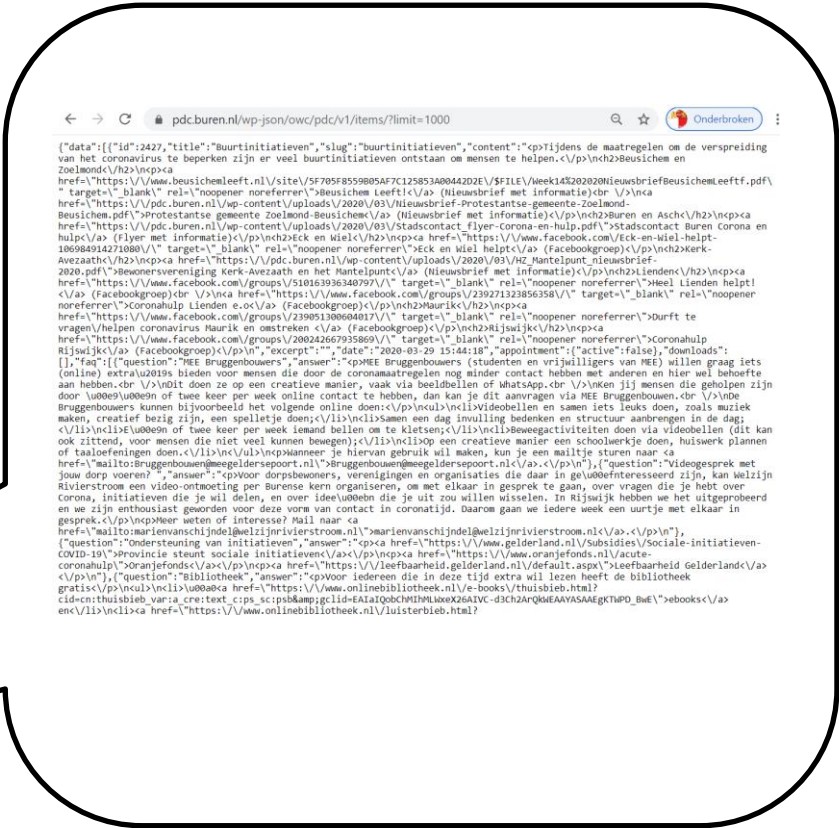 pdc.buren.nl/wp-json/owc/pdc/v1/items/?limit=1000 Onderbroken
{"data":[{"id":2427,"title":"Buurtinitiatieven","slug":"buurtinitiatieven","content":"<p>Tijdens de maatregelen om de verspreiding
van het coronavirus te beperken zijn er veel buurtinitiatieven ontstaan om mensen te helpen.<\/p>\n<h2>Beusichem en
Zoelmond<\/h2>\n<p><a
href=\"https:\/\/www.beusichemleeft.nl\/site\/5F705F8559B05AF7C125853A00442D2E\/$FILE\/Week14%202020NieuwsbriefBeusichemLeeftf.pdf\
" target=\"_blank\" rel=\"noopener noreferrer\">Beusichem Leeft!<\/a> (Nieuwsbrief met informatie)<br \/>\n<a
href=\"https:\/\/pdc.buren.nl\/wp-content\/uploads\/2020\/03\/Nieuwsbrief-Protestantse-gemeente-Zoelmond-
Beusichem.pdf\">Protestantse gemeente Zoelmond-Beusichem<\/a> (Nieuwsbrief met informatie)<\/p>\n<h2>Buren en Asch<\/h2>\n<p><a
href=\"https:\/\/pdc.buren.nl\/wp-content\/uploads\/2020\/03\/Stadscontact_flyer-Corona-en-hulp.pdf\">Stadscontact Buren Corona en
hulp<\/a> (Flyer met informatie)<\/p>\n<h2>Eck en Wiel<\/h2>\n<p><a href=\"https:\/\/www.facebook.com\/Eck-en-Wiel-helpt-
106984914271080\/\" target=\"_blank\" rel=\"noopener noreferrer\">Eck en Wiel helpt<\/a> (Facebookgroep)<\/p>\n<h2>Kerk-
Avezaath<\/h2>\n<p><a href=\"https:\/\/pdc.buren.nl\/wp-content\/uploads\/2020\/03\/HZ_Mantelpunt_nieuwsbrief-
2020.pdf\">Bewonersvereniging Kerk-Avezaath en het Mantelpunt<\/a> (Nieuwsbrief met informatie)<\/p>\n<h2>Lienden<\/h2>\n<p><a
href=\"https:\/\/www.facebook.com\/groups\/510163936340797\/\" target=\"_blank\" rel=\"noopener noreferrer\">Heel Lienden helpt!
<\/a> (Facebookgroep)<br \/>\n<a href=\"https:\/\/www.facebook.com\/groups\/239271323856358\/\" target=\"_blank\" rel=\"noopener
noreferrer\">Coronahulp Lienden e.o<\/a> (Facebookgroep)<\/p>\n<h2>Maurik<\/h2>\n<p><a
href=\"https:\/\/www.facebook.com\/groups\/239051300604017\/\" target=\"_blank\" rel=\"noopener noreferrer\">Durft te
vragen\/helpen coronavirus Maurik en omstreken <\/a> (Facebookgroep)<\/p>\n<h2>Rijswijk<\/h2>\n<p><a
href=\"https:\/\/www.facebook.com\/groups\/200242667935869\/\" target=\"_blank\" rel=\"noopener noreferrer\">Coronhulp
Rijswijk<\/a> (Facebookgroep)<\/p>\n","excerpt":"","date":"2020-03-29 15:44:18","appointment":{"active":false},"downloads":
[],"faq":[{"question":"MEE Bruggenbouwers","answer":"<p>MEE Bruggenbouwers (studenten en vrijwilligers van MEE) willen graag iets
(online) extra\u2019s bieden voor mensen die door de coronamaatregelen nog minder contact hebben met anderen en hier wel behoefte
aan hebben.<br \/>\nDit doen ze op een creatieve manier, vaak via beeldbellen of WhatsApp.<br \/>\nKen jij mensen die geholpen zijn
door \u00e9\u00e9n of twee keer per week online contact te hebben, dan kan je dit aanvragen via MEE Bruggenbouwen.<br \/>\nDe
Bruggenbouwers kunnen bijvoorbeeld het volgende online doen:<\/p>\n<ul>\n<li>Videobellen en samen iets leuks doen, zoals muziek
maken, creatief bezig zijn, een spelletje doen;<\/li>\n<li>Samen een dag invulling bedenken en structuur aanbrengen in de dag;
<\/li>\n<li>E\u00e9n of twee keer per week iemand bellen om te kletsen;<\/li>\n<li>Beweegactiviteiten doen via videobellen (dit kan
ook zittend, voor mensen die niet veel kunnen bewegen);<\/li>\n<li>Op een creatieve manier een schoolwerkje doen, huiswerk plannen
of taaloefeningen doen.<\/li>\n<\/ul>\n<p>Wanneer je hiervan gebruik wil maken, kun je een mailtje sturen naar <a
href=\"mailto:Bruggenbouwen@meegeldersepoort.nl\">Bruggenbouwen@meegeldersepoort.nl<\/a>.<\/p>\n"},{"question":"Videogesprek met
jouw dorp voeren? ","answer":"<p>Voor dorpsbewoners, verenigingen en organisaties die daar in ge\u00efnteresseerd zijn, kan Welzijn
Rivierstroom een video-ontmoeting per Burense kern organiseren, om met elkaar in gesprek te gaan, over vragen die je hebt over
Corona, initiatieven die je wil delen, en over idee\u00ebn die je uit zou willen wisselen. In Rijswijk hebben we het uitgeprobeerd
en we zijn enthousiast geworden voor deze vorm van contact in coronatijd. Daarom gaan we iedere week een uurtje met elkaar in
gesprek.<\/p>\n<p>Meer weten of interesse? Mail naar <a
href=\"mailto:marienvanschijndel@welzijnrivierstroom.nl\">marienvanschijndel@welzijnrivierstroom.nl<\/a>.<\/p>\n"},
{"question":"Ondersteuning van initiatieven","answer":"<p><a href=\"https:\/\/www.gelderland.nl\/Subsidies\/Sociale-initiatieven-
COVID-19\">Provincie steunt sociale initiatieven<\/a><\/p>\n<p><a href=\"https:\/\/www.oranjefonds.nl\/acute-
coronahulp\">Oranjefonds<\/a><\/p>\n<p><a href=\"https:\/\/leefbaarheid.gelderland.nl\/default.aspx\">Leefbaarheid Gelderland<\/a>
<\/p>\n"},{"question":"Bibliotheek","answer":"<p>Voor iedereen die in deze tijd extra wil lezen heeft de bibliotheek
gratis<\/p>\n<ul>\n<li>\u00a0<a href=\"https:\/\/www.onlinebibliotheek.nl\/e-books\/thuisbieb.html?
cid=cn:thuisbieb_var:a_cre:text_c:ps_sc:psb&amp;gclid=EAIaIQobChMIhMLWxeX26AIVC-d3Ch2ArQkWEAAYASAAEgKTWPD_BwE\">ebooks<\/a>
en<\/li>\n<li><a href=\"https:\/\/www.onlinebibliotheek.nl\/luisterbieb.html?